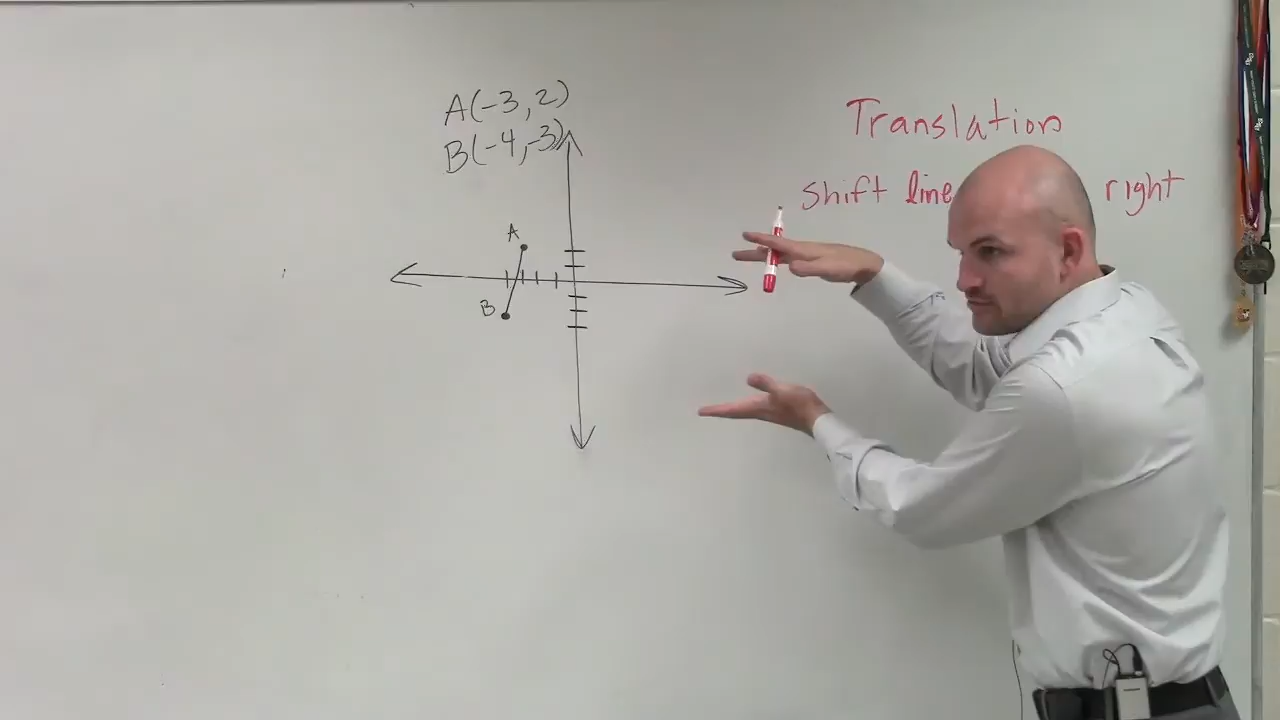 A(-3,2)
B(-4,-3)
Translation
shift line right
A
B